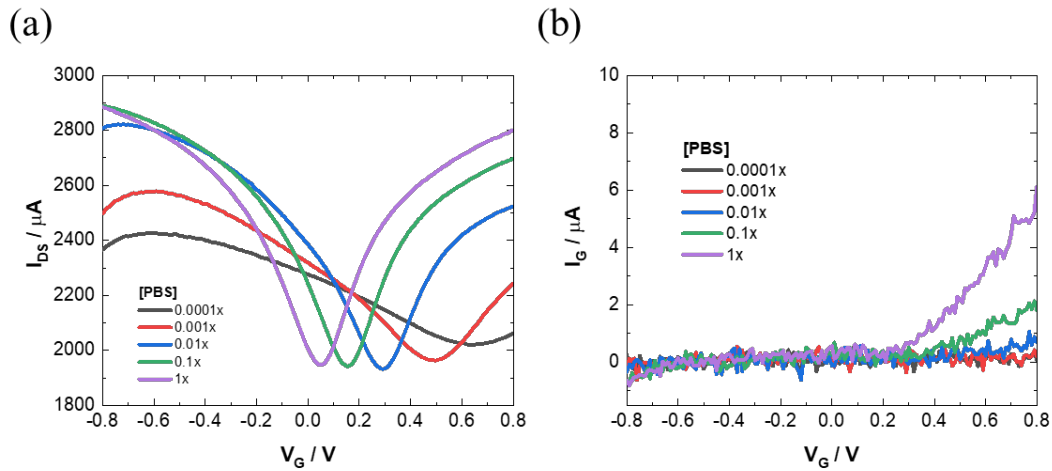 (a)
3000
2800
2600
2400
2200
2000
1800
I_DS / μA
[PBS]
0.0001x
0.001x
0.01x
0.1x
1x
-0.8 -0.6 -0.4 -0.2 0.0 0.2 0.4 0.6 0.8
V_G / V
(b)
10
8
6
4
2
0
I_G / μA
[PBS]
0.0001x
0.001x
0.01x
0.1x
1x
-0.8 -0.6 -0.4 -0.2 0.0 0.2 0.4 0.6 0.8
V_G / V